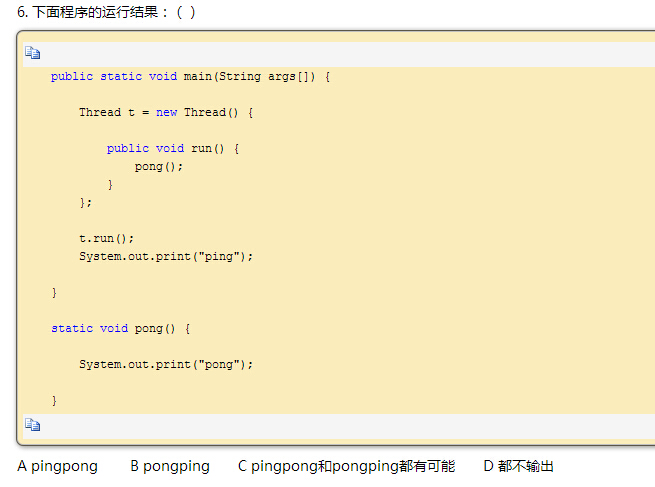 6. 下面程序的运行结果：（ ）
public static void main(String args[]) {
Thread t = new Thread() {
public void run() {
pong();
}
};
t.run();
System.out.print("ping");
}
static void pong() {
System.out.print("pong");
}
A pingpong B pongping C pingpong和pongping都有可能 D 都不输出